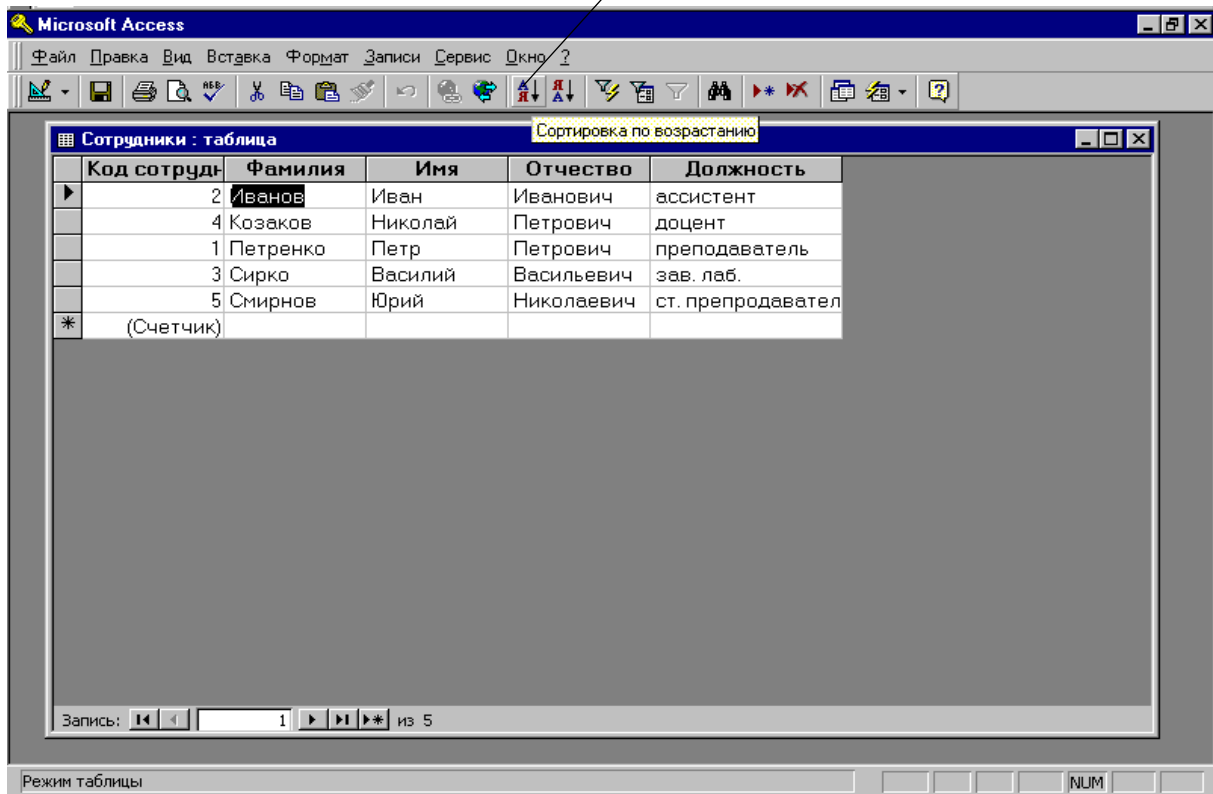 Microsoft Access
Файл Правка Вид Вставка Формат Записи Сервис Окно ?
Сортировка по возрастанию
Сотрудники : таблица
Код сотрудн Фамилия Имя Отчество Должность
2 Иванов Иван Иванович ассистент
4 Козаков Николай Петрович доцент
1 Петренко Петр Петрович преподаватель
3 Сирко Василий Васильевич зав. лаб.
5 Смирнов Юрий Николаевич ст. препродавател
(Счетчик)
Запись: 1 из 5
Режим таблицы NUM